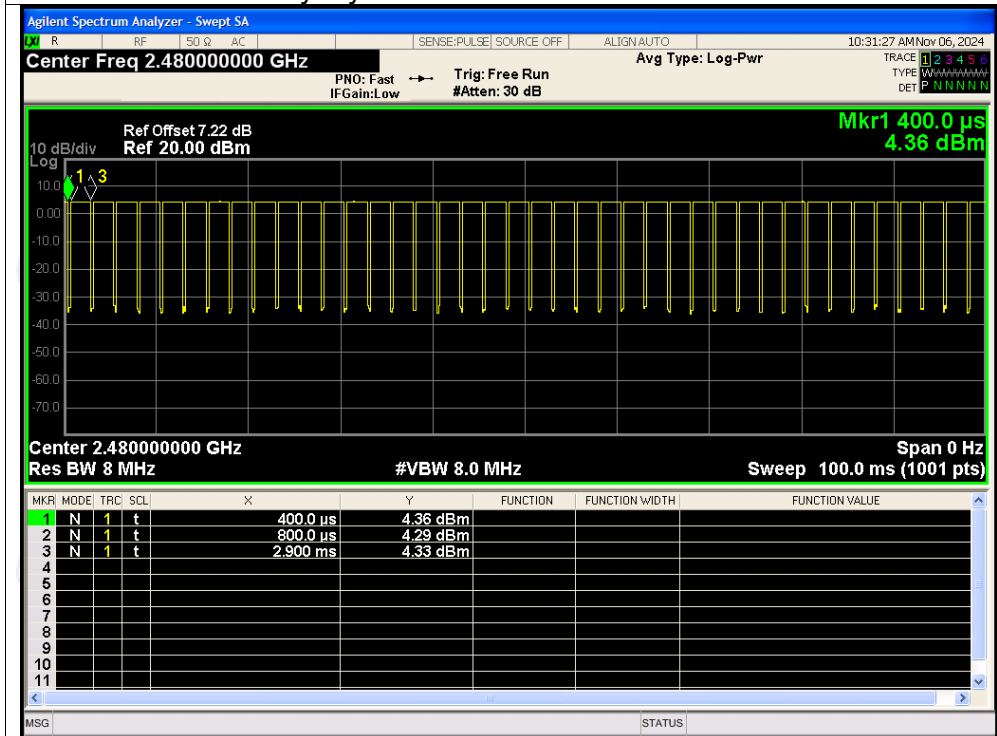 Agilent Spectrum Analyzer - Swept SA
LXI R RF 50 Ω AC SENSE:PULSE SOURCE OFF ALIGN AUTO 10:31:27 AM Nov 06, 2024
Center Freq 2.480000000 GHz
PNO: Fast
IFGain:Low
Trig: Free Run
#Atten: 30 dB
Avg Type: Log-Pwr
TRACE 1 2 3 4 5 6
TYPE W
DET P N N N N N
Mkr1 400.0 µs
4.36 dBm
Ref Offset 7.22 dB
10 dB/div Ref 20.00 dBm
Log
1 3
10.0
0.00
-10.0
-20.0
-30.0
-40.0
-50.0
-60.0
-70.0
Center 2.480000000 GHz Span 0 Hz
Res BW 8 MHz #VBW 8.0 MHz Sweep 100.0 ms (1001 pts)
MKR MODE TRC SCL X Y FUNCTION FUNCTION WIDTH FUNCTION VALUE
1 N 1 t 400.0 µs 4.36 dBm
2 N 1 t 800.0 µs 4.29 dBm
3 N 1 t 2.900 ms 4.33 dBm
4
5
6
7
8
9
10
11
MSG STATUS